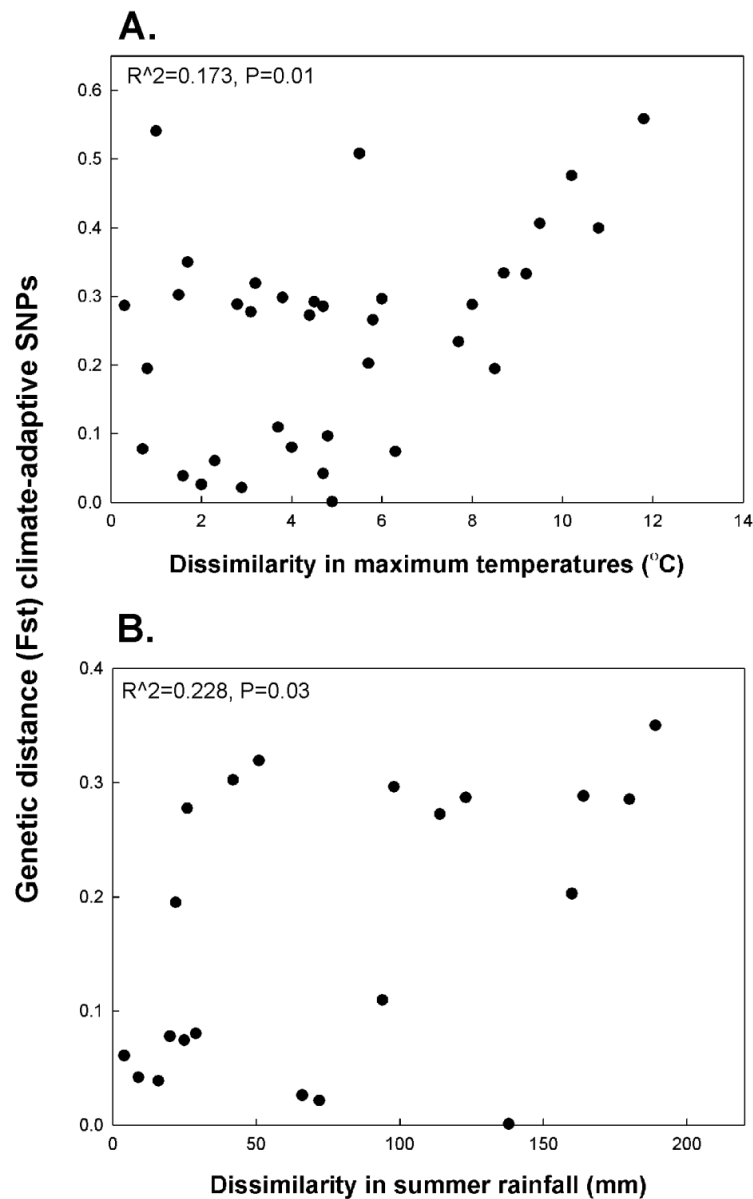 A.
R^2=0.173, P=0.01
0.6
0.5
0.4
0.3
0.2
0.1
0.0
0 2 4 6 8 10 12 14
Dissimilarity in maximum temperatures (°C)
Genetic distance (Fst) climate-adaptive SNPs
B.
R^2=0.228, P=0.03
0.4
0.3
0.2
0.1
0.0
0 50 100 150 200
Dissimilarity in summer rainfall (mm)